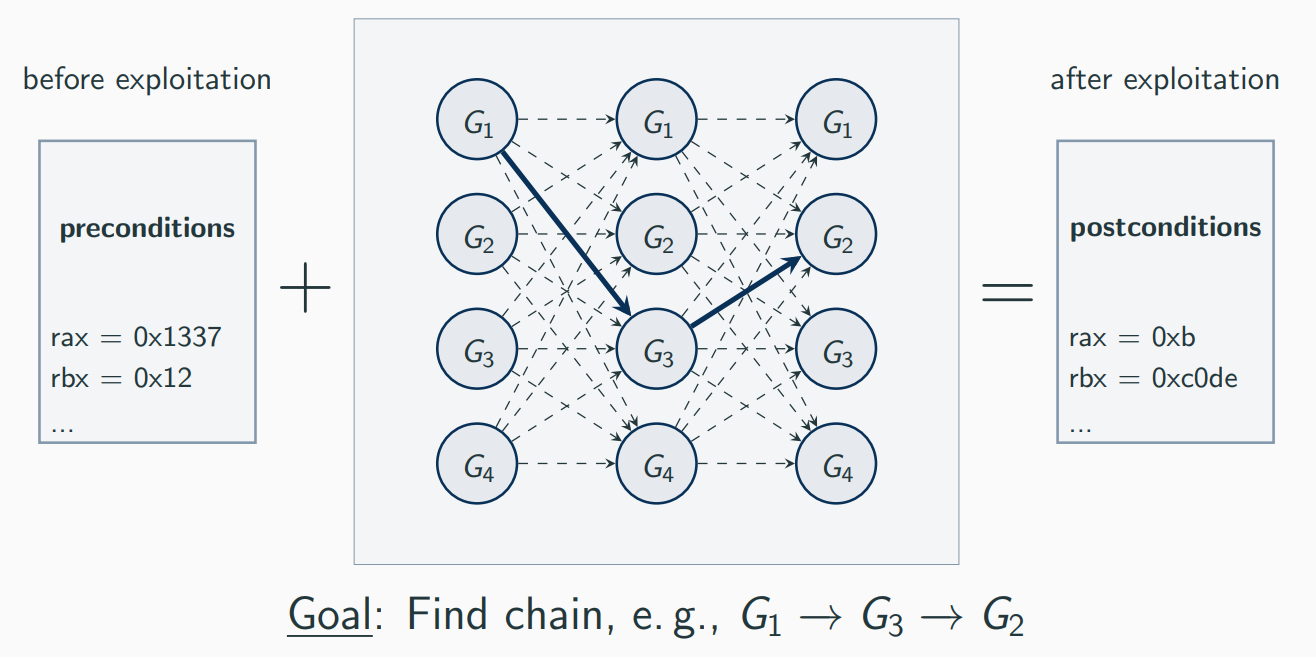 before exploitation
preconditions
rax = 0x1337
rbx = 0x12
...
+
G1 G1 G1
G2 G2 G2
G3 G3 G3
G4 G4 G4
=
after exploitation
postconditions
rax = 0xb
rbx = 0xc0de
...
Goal: Find chain, e. g., G1 → G3 → G2